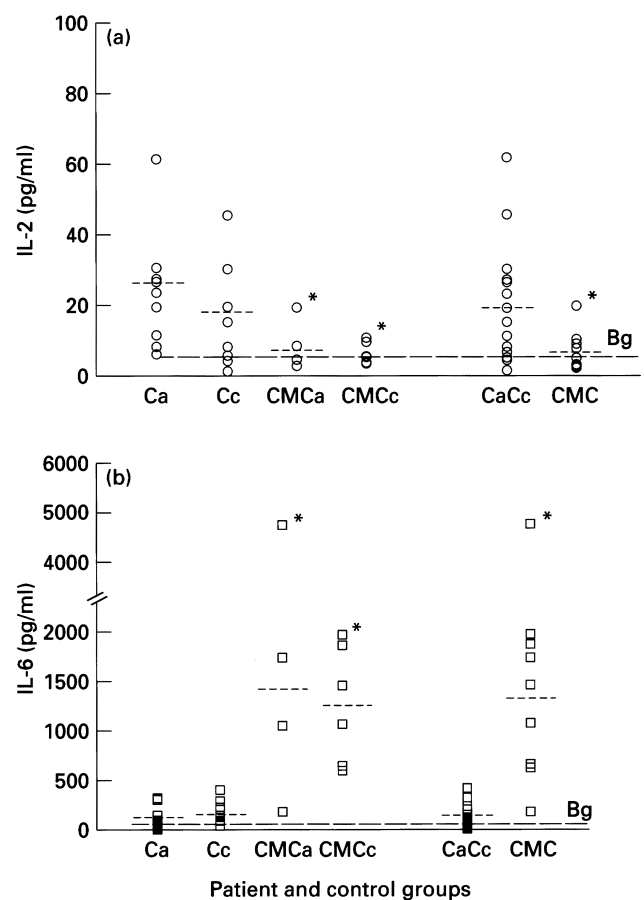 (a)
100
80
60
40
20
0
IL-2 (pg/ml)
*
*
*
Bg
Ca Cc CMCa CMCc CaCc CMC
(b)
6000
5000
4000
2000
1500
1000
500
0
IL-6 (pg/ml)
*
*
*
Bg
Ca Cc CMCa CMCc CaCc CMC
Patient and control groups